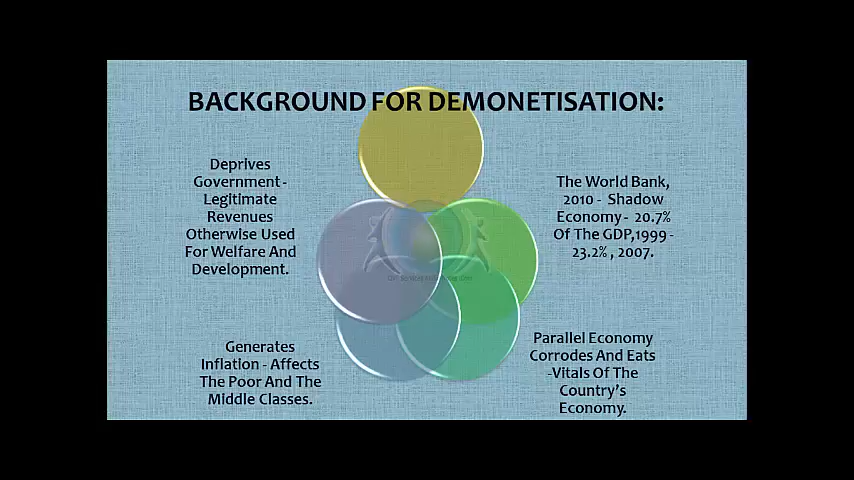 BACKGROUND FOR DEMONETISATION:
Deprives
Government -
Legitimate
Revenues
Otherwise Used
For Welfare And
Development.
The World Bank,
2010 - Shadow
Economy - 20.7%
Of The GDP,1999 -
23.2% , 2007.
Generates
Inflation - Affects
The Poor And The
Middle Classes.
Parallel Economy
Corrodes And Eats
-Vitals Of The
Country's
Economy.